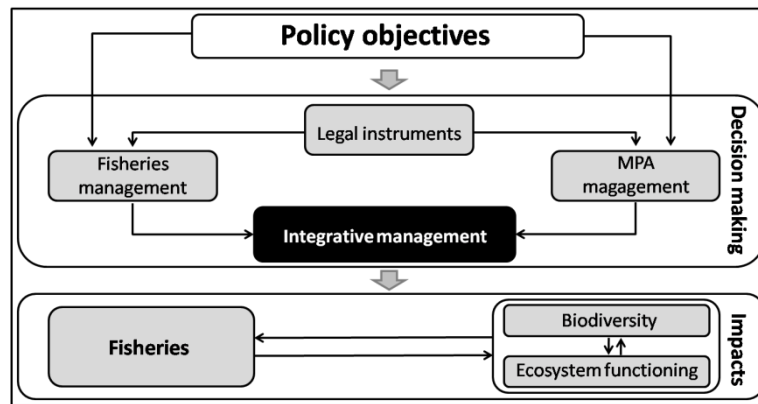 Policy objectives
Legal instruments
Fisheries
management
MPA
magagement
Integrative management
Decision making
Fisheries
Biodiversity
Ecosystem functioning
Impacts